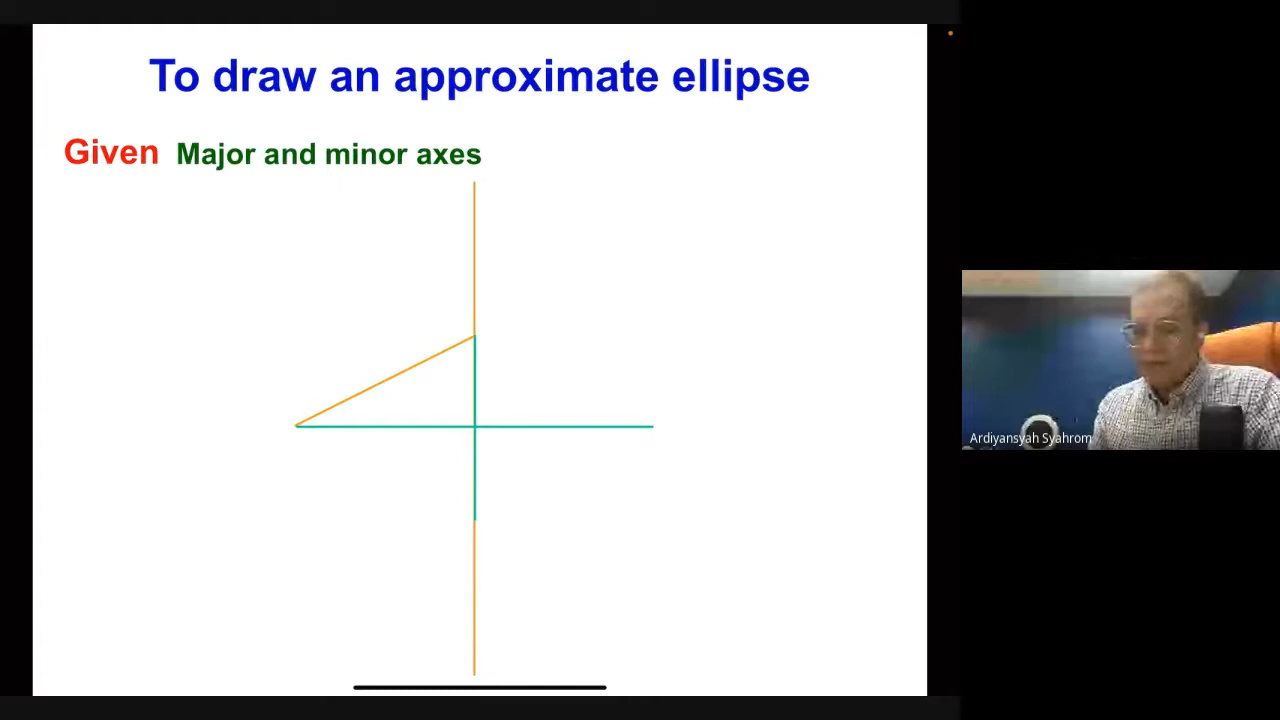 To draw an approximate ellipse
Given Major and minor axes
Ardiyansyah Syahrom